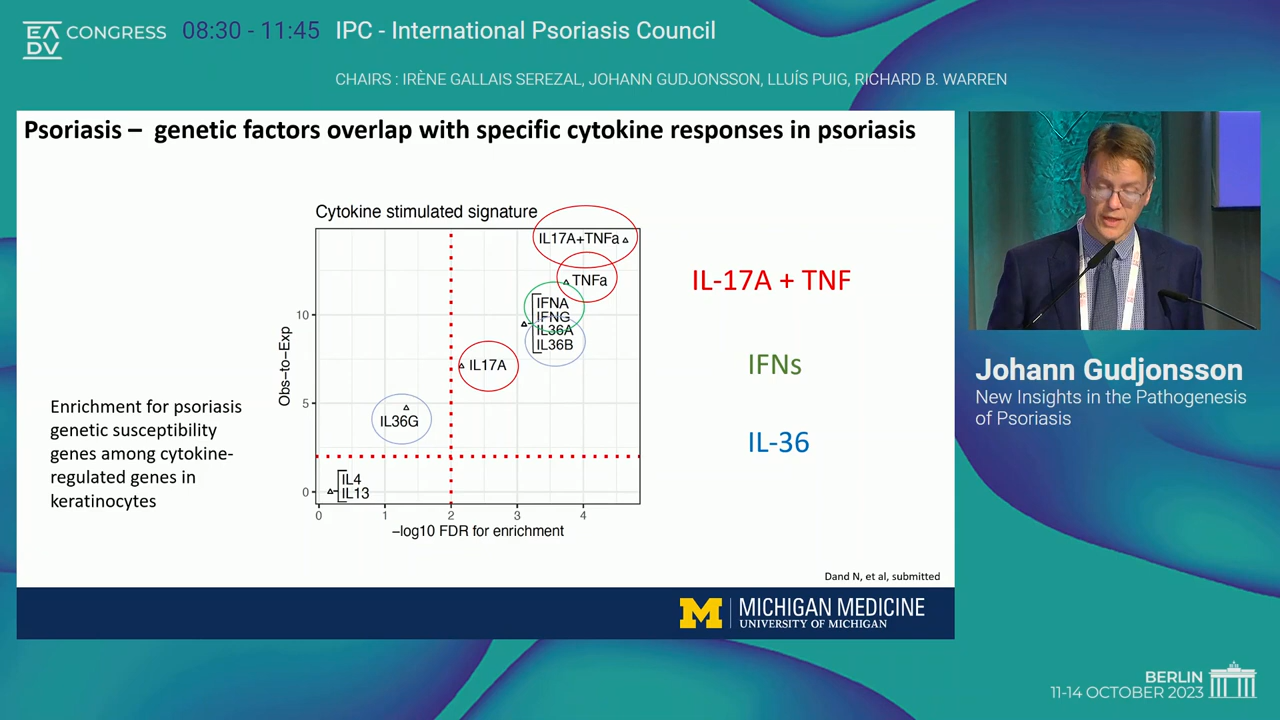 EADV CONGRESS
08:30 - 11:45
IPC - International Psoriasis Council
CHAIRS : IRÈNE GALLAIS SEREZAL, JOHANN GUDJONSSON, LLUÍS PUIG, RICHARD B. WARREN
Psoriasis – genetic factors overlap with specific cytokine responses in psoriasis
Cytokine stimulated signature
IL17A+TNFa
TNFa
IFNA
IFNG
IL36A
IL36B
IL17A
IL36G
IL4
IL13
Obs−to−Exp
10
5
0
0 1 2 3 4
−log10 FDR for enrichment
Enrichment for psoriasis
genetic susceptibility
genes among cytokine-
regulated genes in
keratinocytes
IL-17A + TNF
IFNs
IL-36
Dand N, et al, submitted
M MICHIGAN MEDICINE
UNIVERSITY OF MICHIGAN
Johann Gudjonsson
New Insights in the Pathogenesis
of Psoriasis
BERLIN
11-14 OCTOBER 2023